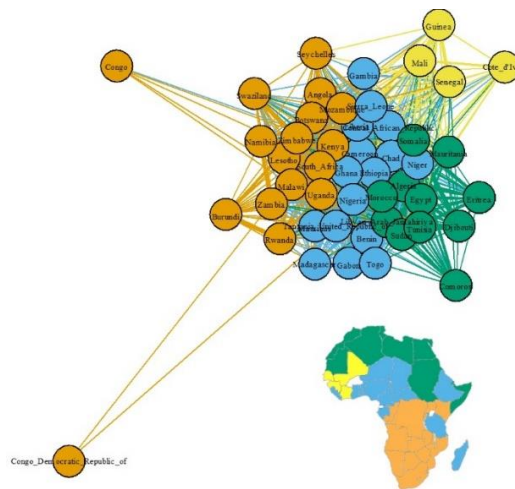 Guinea
Seychelles
Mali
Congo
Gambia
Cote_d'Iv
Senegal
Swaziland
Angola
Sierra_Leone
Mozambique
Botswana
Namibia
Zimbabwe
Kenya
Somalia
Mauritania
Lesotho
Cameroon
Chad
Niger
South_Africa
Ghana
Ethiopia
Malawi
Uganda
Morocco
Algeria
Egypt
Eritrea
Zambia
Burundi
Nigeria
Rwanda
Benin
Sudan
Tunisia
Djibouti
Madagascar
Gabon
Togo
Comoros
Congo_Democratic_Republic_of